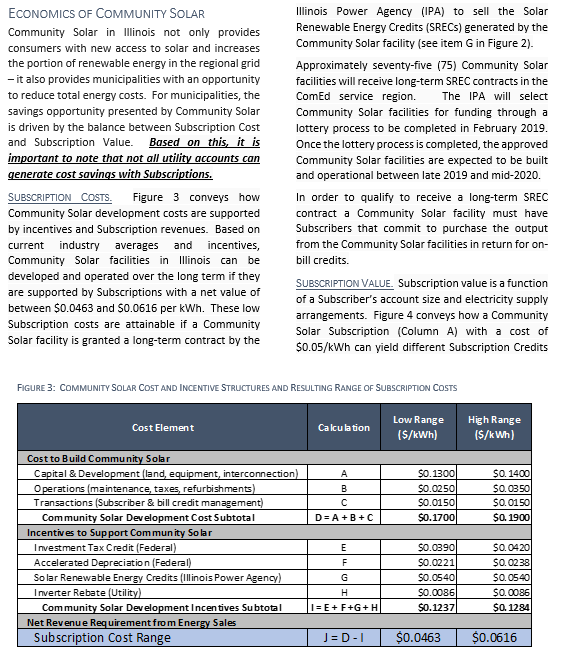 ECONOMICS OF COMMUNITY SOLAR
Community Solar in Illinois not only provides
consumers with new access to solar and increases
the portion of renewable energy in the regional grid
– it also provides municipalities with an opportunity
to reduce total energy costs. For municipalities, the
savings opportunity presented by Community Solar
is driven by the balance between Subscription Cost
and Subscription Value. Based on this, it is
important to note that not all utility accounts can
generate cost savings with Subscriptions.
SUBSCRIPTION COSTS. Figure 3 conveys how
Community Solar development costs are supported
by incentives and Subscription revenues. Based on
current industry averages and incentives,
Community Solar facilities in Illinois can be
developed and operated over the long term if they
are supported by Subscriptions with a net value of
between $0.0463 and $0.0616 per kWh. These low
Subscription costs are attainable if a Community
Solar facility is granted a long-term contract by the
Illinois Power Agency (IPA) to sell the Solar
Renewable Energy Credits (SRECs) generated by the
Community Solar facility (see item G in Figure 2).
Approximately seventy-five (75) Community Solar
facilities will receive long-term SREC contracts in the
ComEd service region. The IPA will select
Community Solar facilities for funding through a
lottery process to be completed in February 2019.
Once the lottery process is completed, the approved
Community Solar facilities are expected to be built
and operational between late 2019 and mid-2020.
In order to qualify to receive a long-term SREC
contract a Community Solar facility must have
Subscribers that commit to purchase the output
from the Community Solar facilities in return for on-
bill credits.
SUBSCRIPTION VALUE. Subscription value is a function
of a Subscriber's account size and electricity supply
arrangements. Figure 4 conveys how a Community
Solar Subscription (Column A) with a cost of
$0.05/kWh can yield different Subscription Credits
FIGURE 3: COMMUNITY SOLAR COST AND INCENTIVE STRUCTURES AND RESULTING RANGE OF SUBSCRIPTION COSTS
Cost Element Calculation Low Range ($/kWh) High Range ($/kWh)
Cost to Build Community Solar
Capital & Development (land, equipment, interconnection) A $0.1300 $0.1400
Operations (maintenance, taxes, refurbishments) B $0.0250 $0.0350
Transactions (Subscriber & bill credit management) C $0.0150 $0.0150
Community Solar Development Cost Subtotal D = A + B + C $0.1700 $0.1900
Incentives to Support Community Solar
Investment Tax Credit (Federal) E $0.0390 $0.0420
Accelerated Depreciation (Federal) F $0.0221 $0.0238
Solar Renewable Energy Credits (Illinois Power Agency) G $0.0540 $0.0540
Inverter Rebate (Utility) H $0.0086 $0.0086
Community Solar Development Incentives Subtotal I = E + F + G + H $0.1237 $0.1284
Net Revenue Requirement from Energy Sales
Subscription Cost Range J = D - I $0.0463 $0.0616